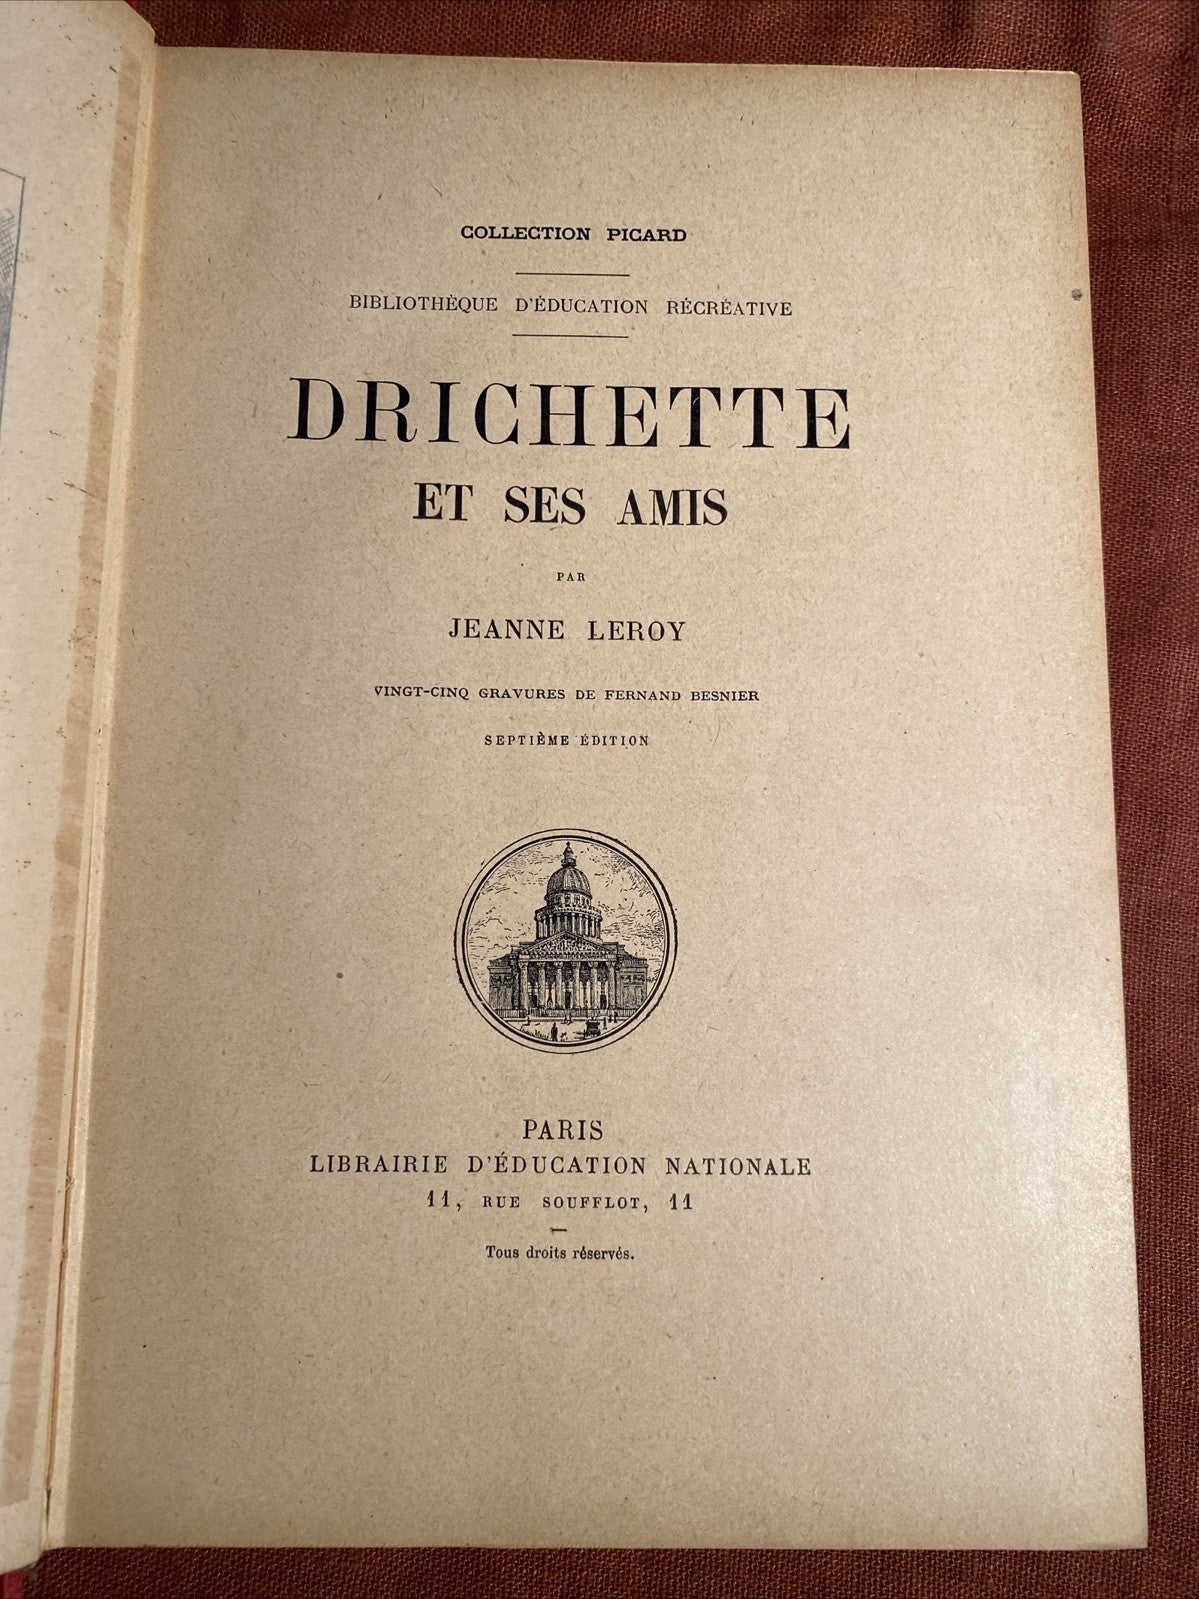 COLLECTION PICARD
BIBLIOTHÈQUE D'ÉDUCATION RÉCRÉATIVE
DRICHETTE
ET SES AMIS
PAR
JEANNE LEROY
VINGT-CINQ GRAVURES DE FERNAND BESNIER
SEPTIÈME ÉDITION
PARIS
LIBRAIRIE D'ÉDUCATION NATIONALE
11, RUE SOUFFLOT, 11
Tous droits réservés.